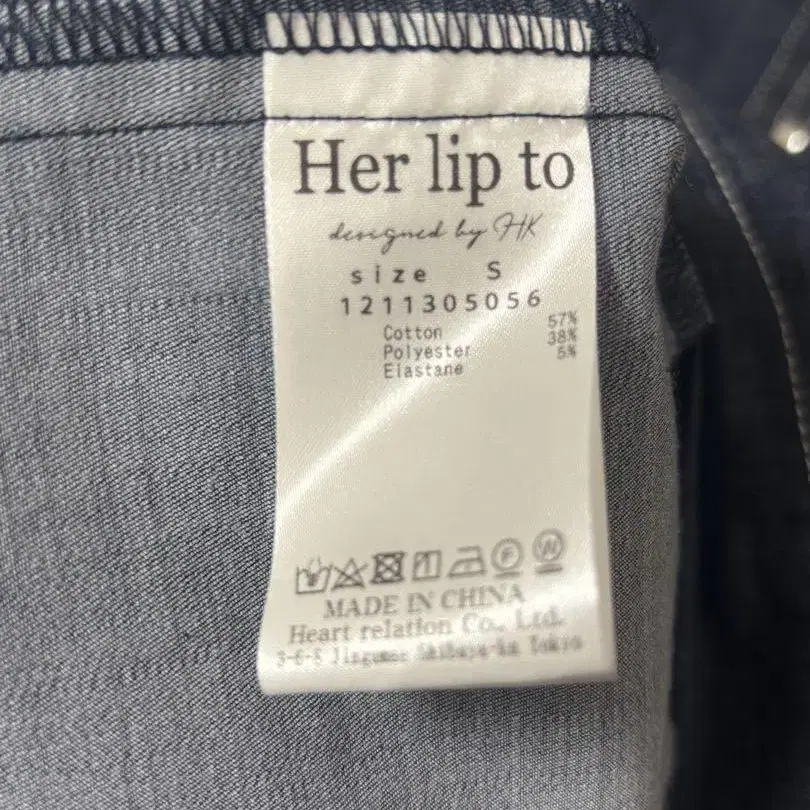 Her lip to
designed by HK
size S
1211305056
Cotton 57%
Polyester 38%
Elastane 5%
MADE IN CHINA
Heart relation Co., Ltd.
Tokyo